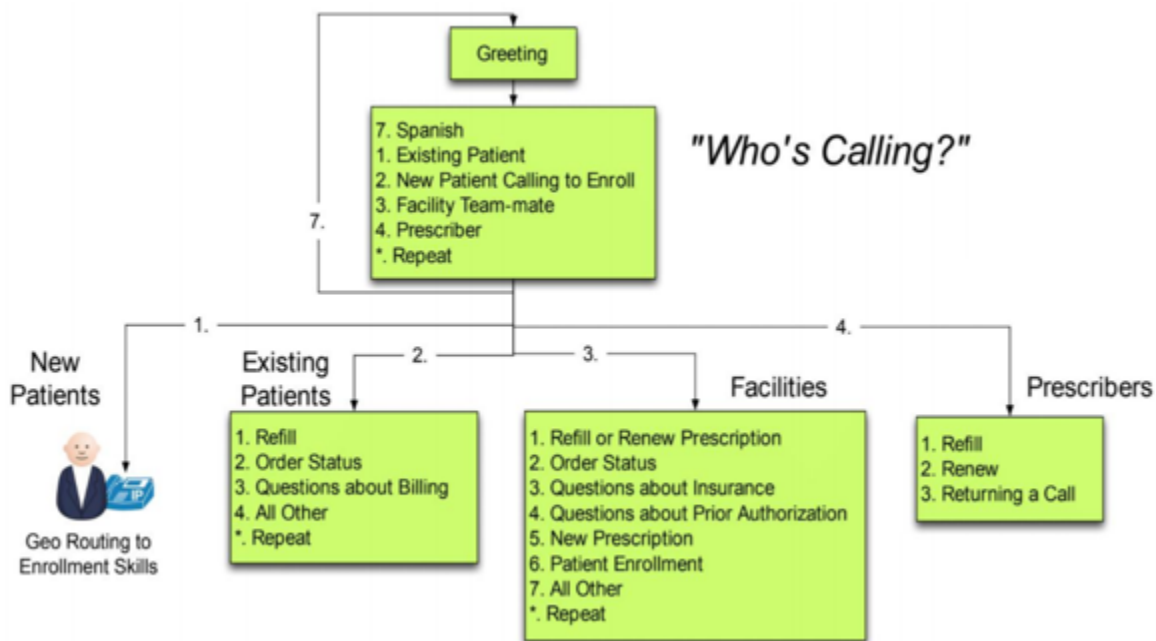 Greeting
7. Spanish
1. Existing Patient
2. New Patient Calling to Enroll
3. Facility Team-mate
4. Prescriber
*. Repeat
"Who's Calling?"
7.
1.
2.
3.
4.
New
Patients
IP
Geo Routing to
Enrollment Skills
Existing
Patients
1. Refill
2. Order Status
3. Questions about Billing
4. All Other
*. Repeat
Facilities
1. Refill or Renew Prescription
2. Order Status
3. Questions about Insurance
4. Questions about Prior Authorization
5. New Prescription
6. Patient Enrollment
7. All Other
*. Repeat
Prescribers
1. Refill
2. Renew
3. Returning a Call